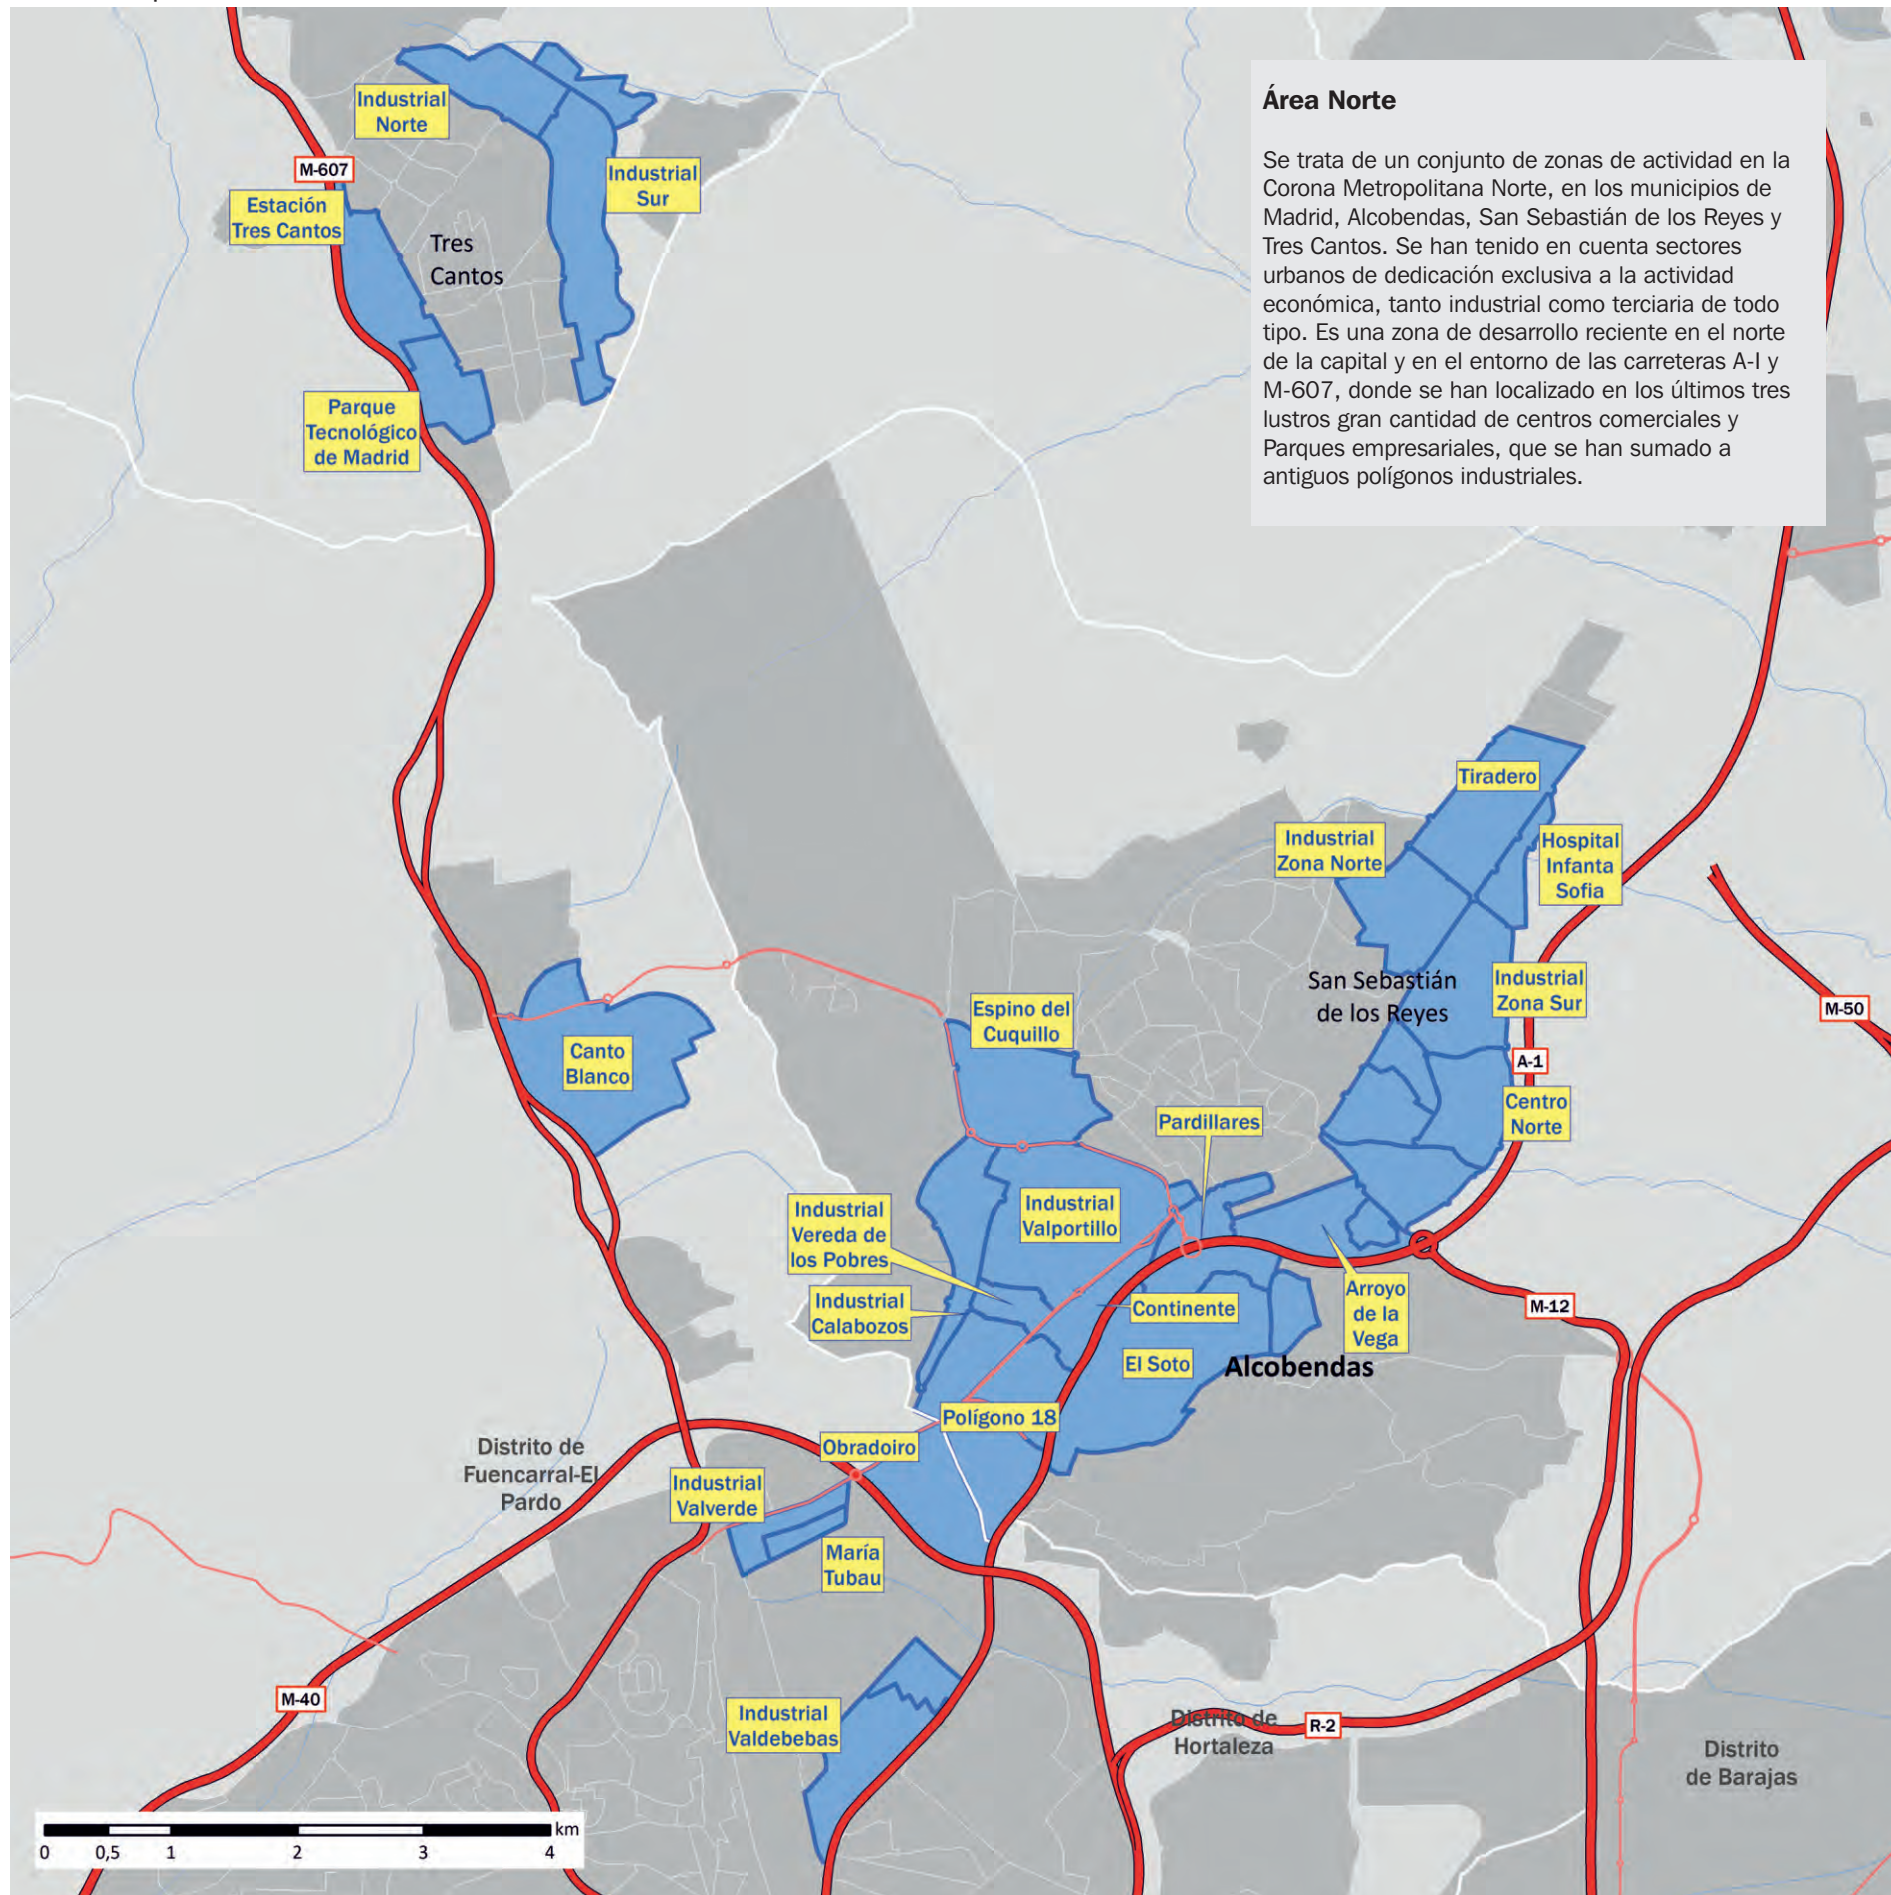 Área Norte
Se trata de un conjunto de zonas de actividad en la
Corona Metropolitana Norte, en los municipios de
Madrid, Alcobendas, San Sebastián de los Reyes y
Tres Cantos. Se han tenido en cuenta sectores
urbanos de dedicación exclusiva a la actividad
económica, tanto industrial como terciaria de todo
tipo. Es una zona de desarrollo reciente en el norte
de la capital y en el entorno de las carreteras A-I y
M-607, donde se han localizado en los últimos tres
lustros gran cantidad de centros comerciales y
Parques empresariales, que se han sumado a
antiguos polígonos industriales.
Industrial
Norte
M-607
Industrial
Sur
Estación
Tres Cantos
Tres
Cantos
Parque
Tecnológico
de Madrid
Tiradero
Industrial
Zona Norte
Hospital
Infanta
Sofia
San Sebastián
de los Reyes
Industrial
Zona Sur
M-50
Espino del
Cuquillo
Canto
Blanco
A-1
Centro
Norte
Pardillares
Industrial
Valportillo
Industrial
Vereda de
los Pobres
Industrial
Calabozos
Continente
Arroyo
de la
Vega
M-12
El Soto
Alcobendas
Polígono 18
Obradoiro
Distrito de
Fuencarral-El
Pardo
Industrial
Valverde
María
Tubau
M-40
Industrial
Valdebebas
Distrito de
Hortaleza
R-2
Distrito
de Barajas
km
0 0,5 1 2 3 4